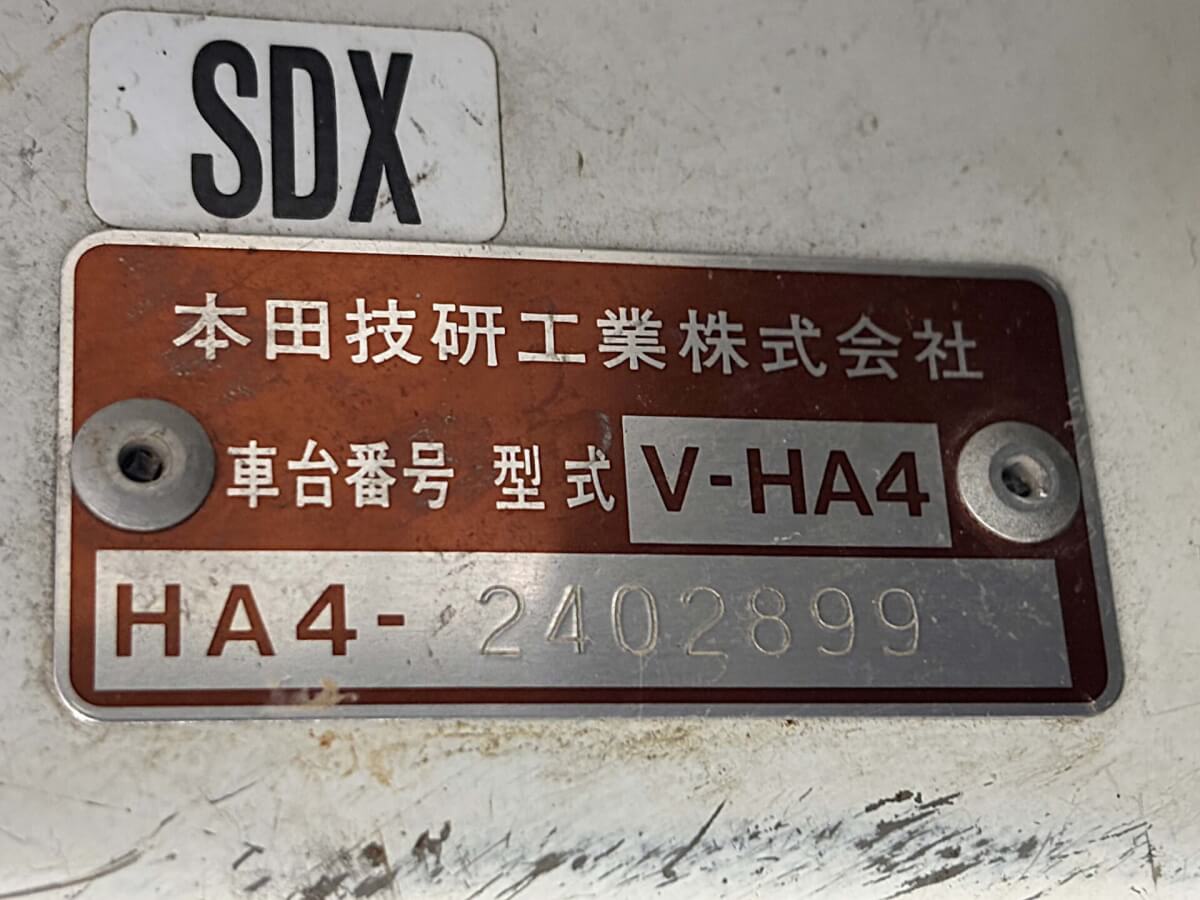 SDX
本田技研工業株式会社
車台番号 型式 V-HA4
HA4-2402899